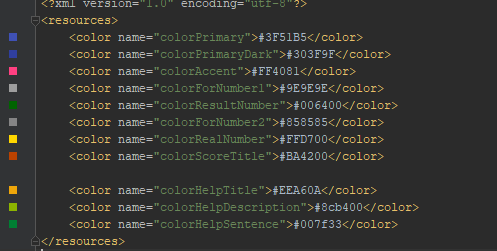 <?xml version="1.0" encoding="utf-8"?>
<resources>
<color name="colorPrimary">#3F51B5</color>
<color name="colorPrimaryDark">#303F9F</color>
<color name="colorAccent">#FF4081</color>
<color name="colorForNumber1">#9E9E9E</color>
<color name="colorResultNumber">#006400</color>
<color name="colorForNumber2">#858585</color>
<color name="colorRealNumber">#FFD700</color>
<color name="colorScoreTitle">#BA4200</color>
<color name="colorHelpTitle">#EEA60A</color>
<color name="colorHelpDescription">#8cb400</color>
<color name="colorHelpSentence">#007f33</color>
</resources>